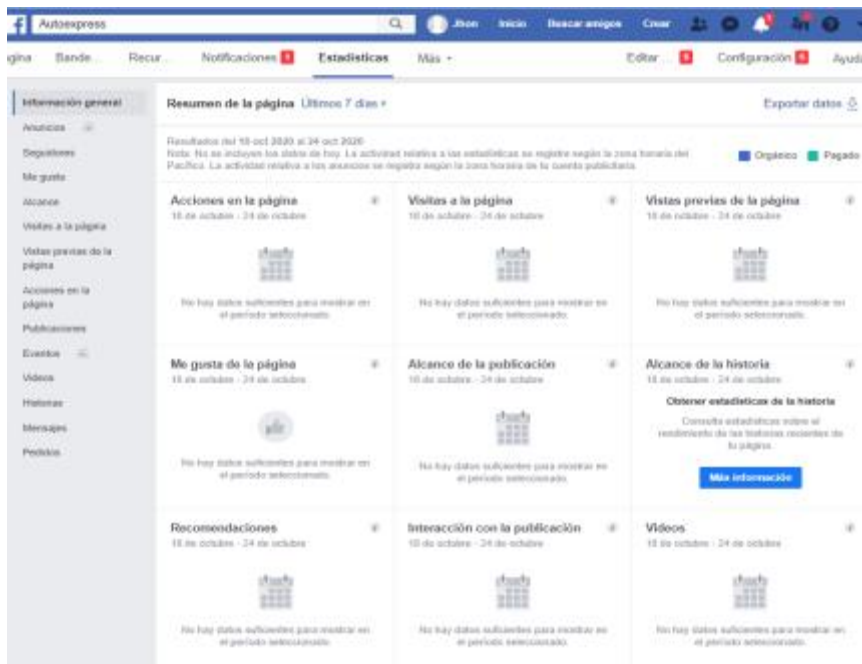 Autoexpress
Jhon Inicio Buscar amigos Crear
gina Bande... Recur... Notificaciones Estadísticas Más Editar... Configuración Ayuda
Información general
Anuncios
Seguidores
Me gusta
Alcance
Visitas a la página
Vistas previas de la
página
Acciones en la
página
Publicaciones
Eventos
Videos
Historias
Mensajes
Pedidos
Resumen de la página Últimos 7 días
Exportar datos
Resultados del 18 oct 2020 al 24 oct 2020
Nota: No se incluyen los datos de hoy. La actividad relativa a las estadísticas se registra según la zona horaria del
Pacífico. La actividad relativa a los anuncios se registra según la zona horaria de tu cuenta publicitaria.
Orgánico Pagado
Acciones en la página
18 de octubre - 24 de octubre
No hay datos suficientes para mostrar en
el período seleccionado.
Visitas a la página
18 de octubre - 24 de octubre
No hay datos suficientes para mostrar en
el período seleccionado.
Vistas previas de la página
18 de octubre - 24 de octubre
No hay datos suficientes para mostrar en
el período seleccionado.
Me gusta de la página
18 de octubre - 24 de octubre
No hay datos suficientes para mostrar en
el período seleccionado.
Alcance de la publicación
18 de octubre - 24 de octubre
No hay datos suficientes para mostrar en
el período seleccionado.
Alcance de la historia
18 de octubre - 24 de octubre
Obtener estadísticas de la historia
Consulta estadísticas sobre el
rendimiento de las historias recientes de
tu página.
Más información
Recomendaciones
18 de octubre - 24 de octubre
No hay datos suficientes para mostrar en
el período seleccionado.
Interacción con la publicación
18 de octubre - 24 de octubre
No hay datos suficientes para mostrar en
el período seleccionado.
Videos
18 de octubre - 24 de octubre
No hay datos suficientes para mostrar en
el período seleccionado.